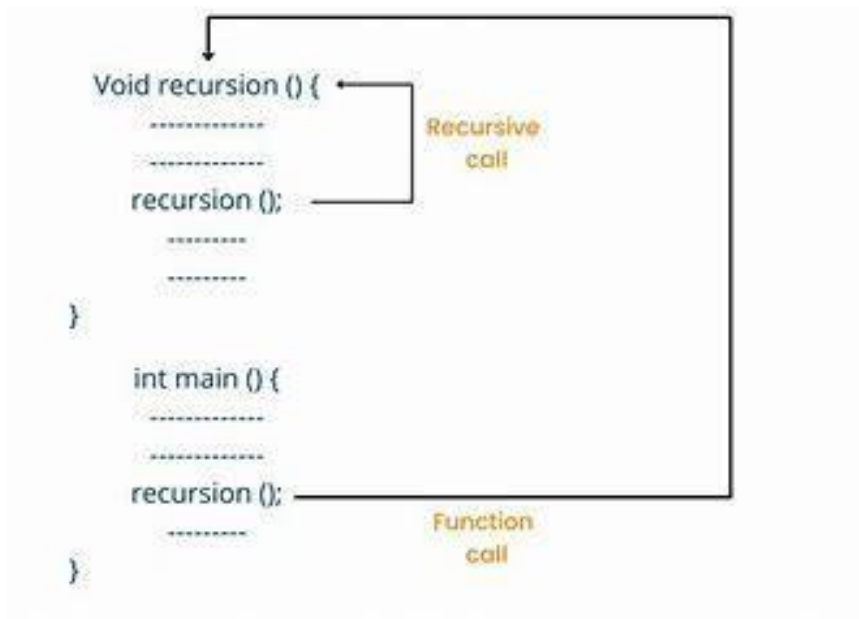 Void recursion () {
-------------
-------------
Recursive
call
recursion ();
---------
---------
}
int main () {
-------------
-------------
recursion ();
Function
call
---------
}